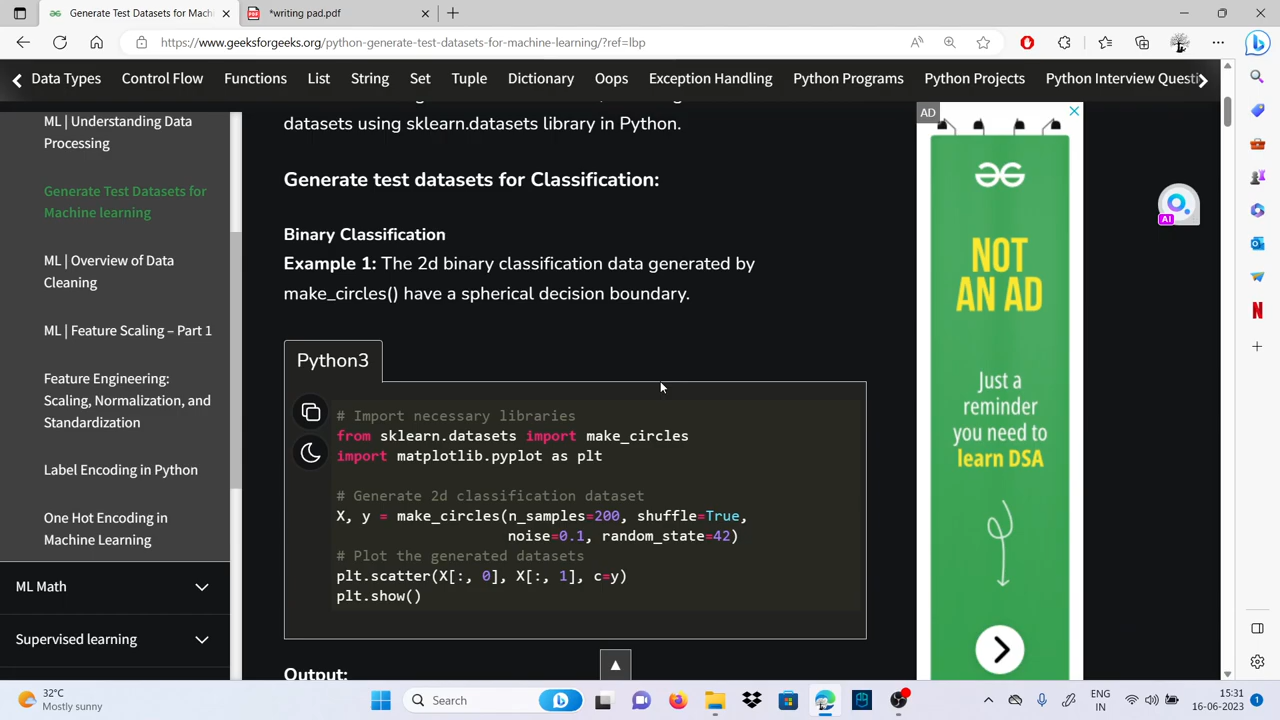 Generate Test Datasets for Machi
*writing pad.pdf
https://www.geeksforgeeks.org/python-generate-test-datasets-for-machine-learning/?ref=lbp
Data Types Control Flow Functions List String Set Tuple Dictionary Oops Exception Handling Python Programs Python Projects Python Interview Questi
ML | Understanding Data
Processing
Generate Test Datasets for
Machine learning
ML | Overview of Data
Cleaning
ML | Feature Scaling – Part 1
Feature Engineering:
Scaling, Normalization, and
Standardization
Label Encoding in Python
One Hot Encoding in
Machine Learning
ML Math
Supervised learning
datasets using sklearn.datasets library in Python.
Generate test datasets for Classification:
Binary Classification
Example 1: The 2d binary classification data generated by
make_circles() have a spherical decision boundary.
Python3
# Import necessary libraries
from sklearn.datasets import make_circles
import matplotlib.pyplot as plt
# Generate 2d classification dataset
X, y = make_circles(n_samples=200, shuffle=True,
noise=0.1, random_state=42)
# Plot the generated datasets
plt.scatter(X[:, 0], X[:, 1], c=y)
plt.show()
Output:
AD
NOT
AN AD
Just a
reminder
you need to
learn DSA
AI
32°C
Mostly sunny
Search
ENG
IN
15:31
16-06-2023
1